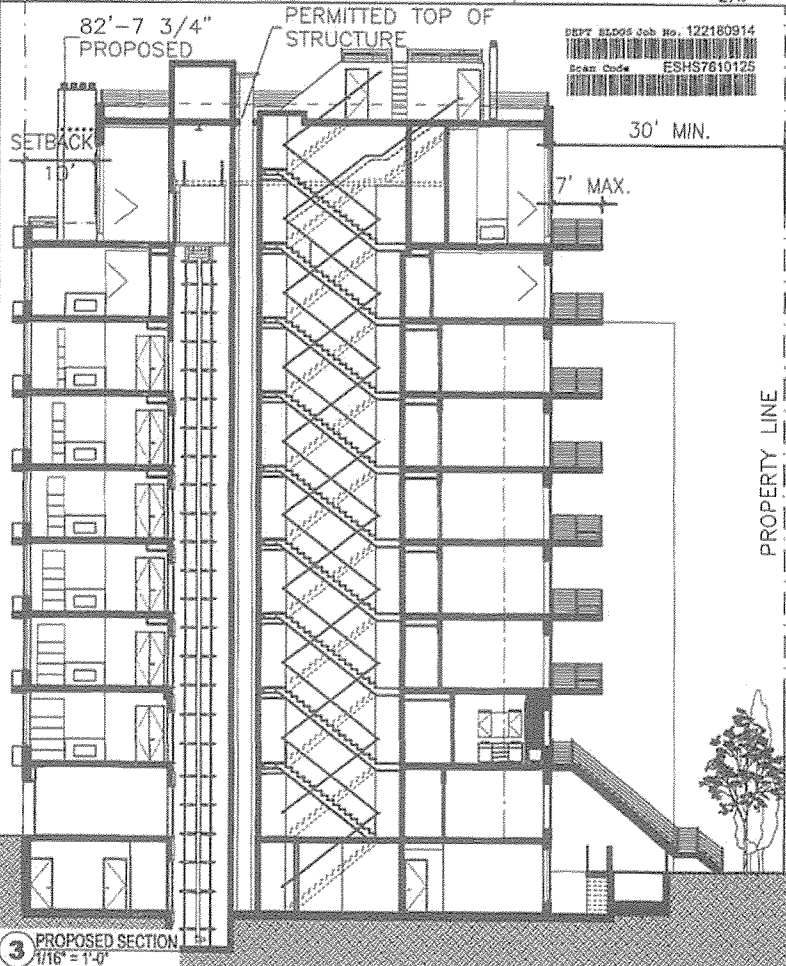 82'-7 3/4"
PROPOSED
PERMITTED TOP OF
STRUCTURE
DEPT BLDGS Job No. 122180914
Scan Code ESHS7610125
SETBACK
10'
30' MIN.
7' MAX.
PROPERTY LINE
3 PROPOSED SECTION
1/16" = 1'-0"